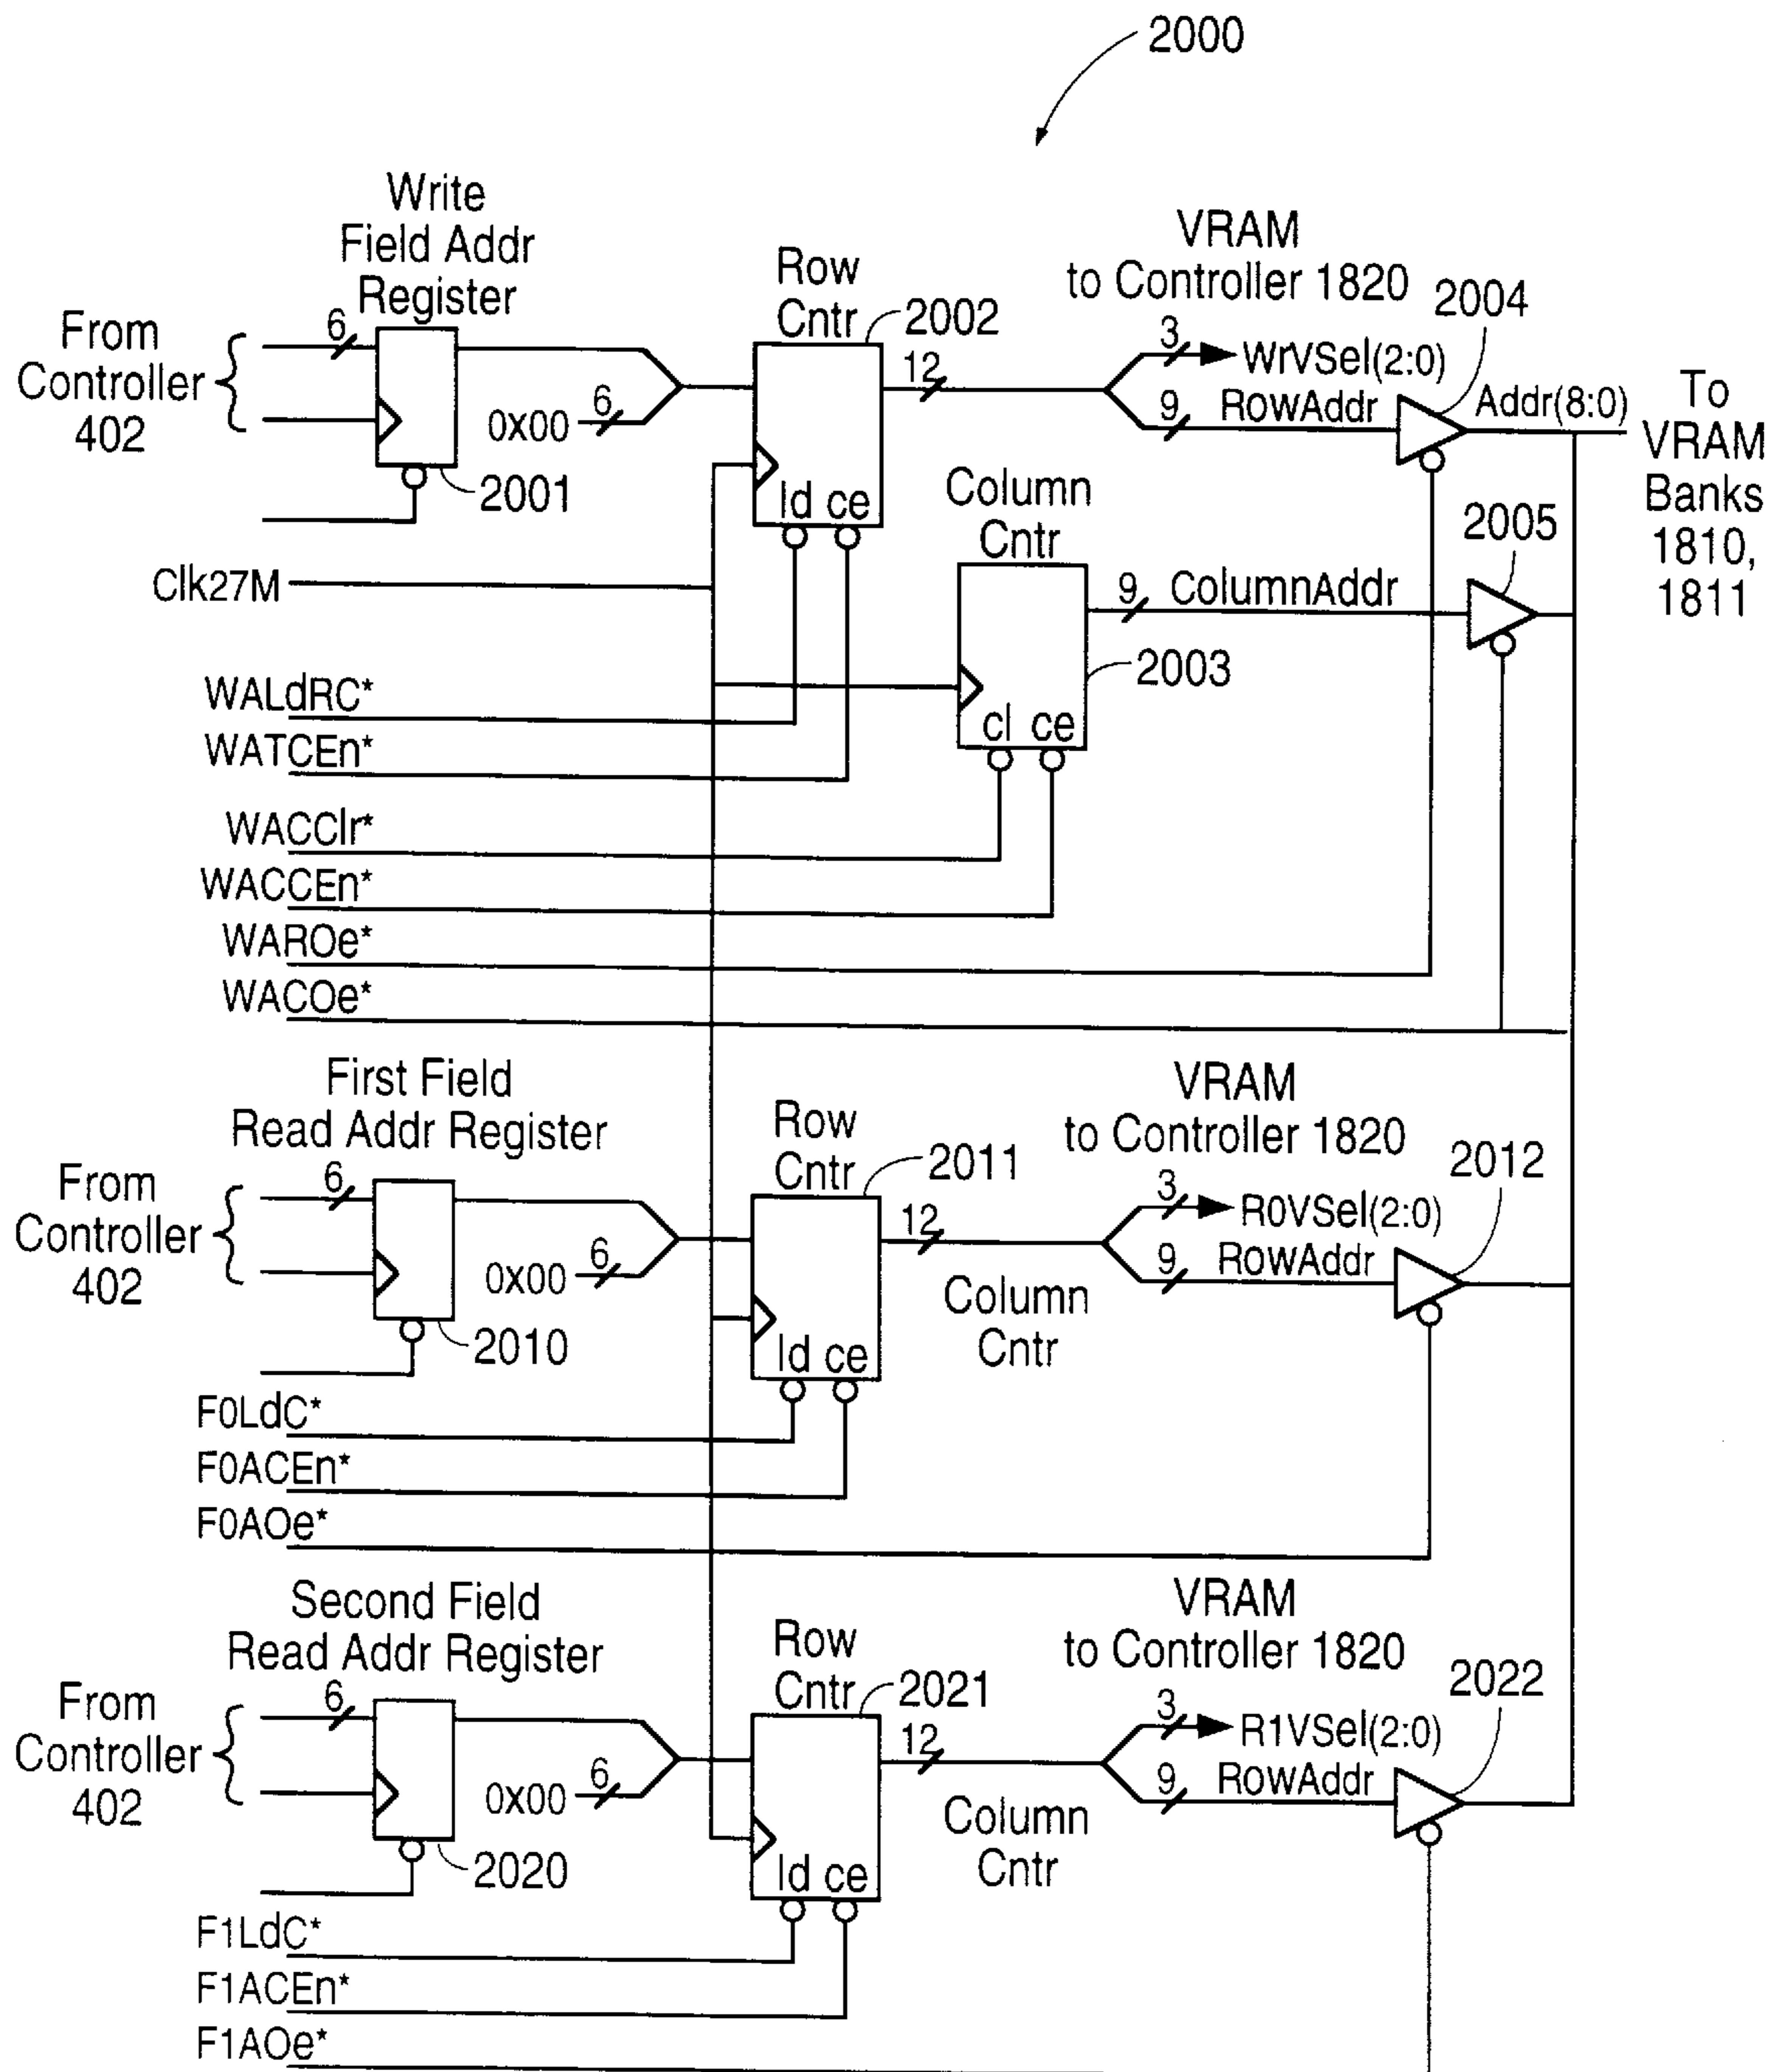 2000
Write
Field Addr
Register
From
Controller
402
6
2001
0X00
6
Row
Cntr
2002
12
ld ce
VRAM
to Controller 1820
3
WrVSel(2:0)
9
RowAddr
2004
Addr(8:0)
To
VRAM
Banks
1810,
1811
Clk27M
Column
Cntr
9
ColumnAddr
2005
2003
cl ce
WALdRC*
WATCEn*
WACClr*
WACCEn*
WAROe*
WACOe*
First Field
Read Addr Register
From
Controller
402
6
2010
0X00
6
Row
Cntr
2011
12
ld ce
VRAM
to Controller 1820
3
R0VSel(2:0)
9
RowAddr
2012
Column
Cntr
F0LdC*
F0ACEn*
F0AOe*
Second Field
Read Addr Register
From
Controller
402
6
2020
0X00
6
Row
Cntr
2021
12
ld ce
VRAM
to Controller 1820
3
R1VSel(2:0)
9
RowAddr
2022
Column
Cntr
F1LdC*
F1ACEn*
F1AOe*